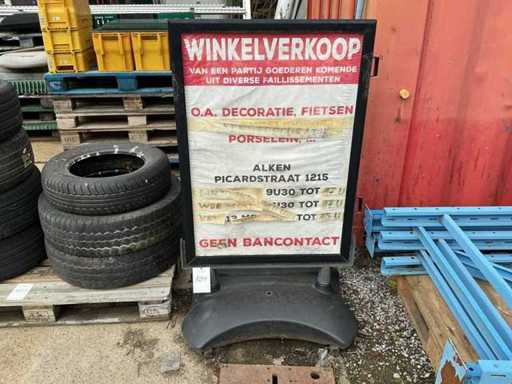 WINKELVERKOOP
VAN EEN PARTIJ GOEDEREN KOMENDE
UIT DIVERSE FAILLISSEMENTEN
O.A. DECORATIE, FIETSEN
PORSELEIN, ...
ALKEN
PICARDSTRAAT 1215
9U30 TOT
9U30 TOT
GEEN BANCONTACT